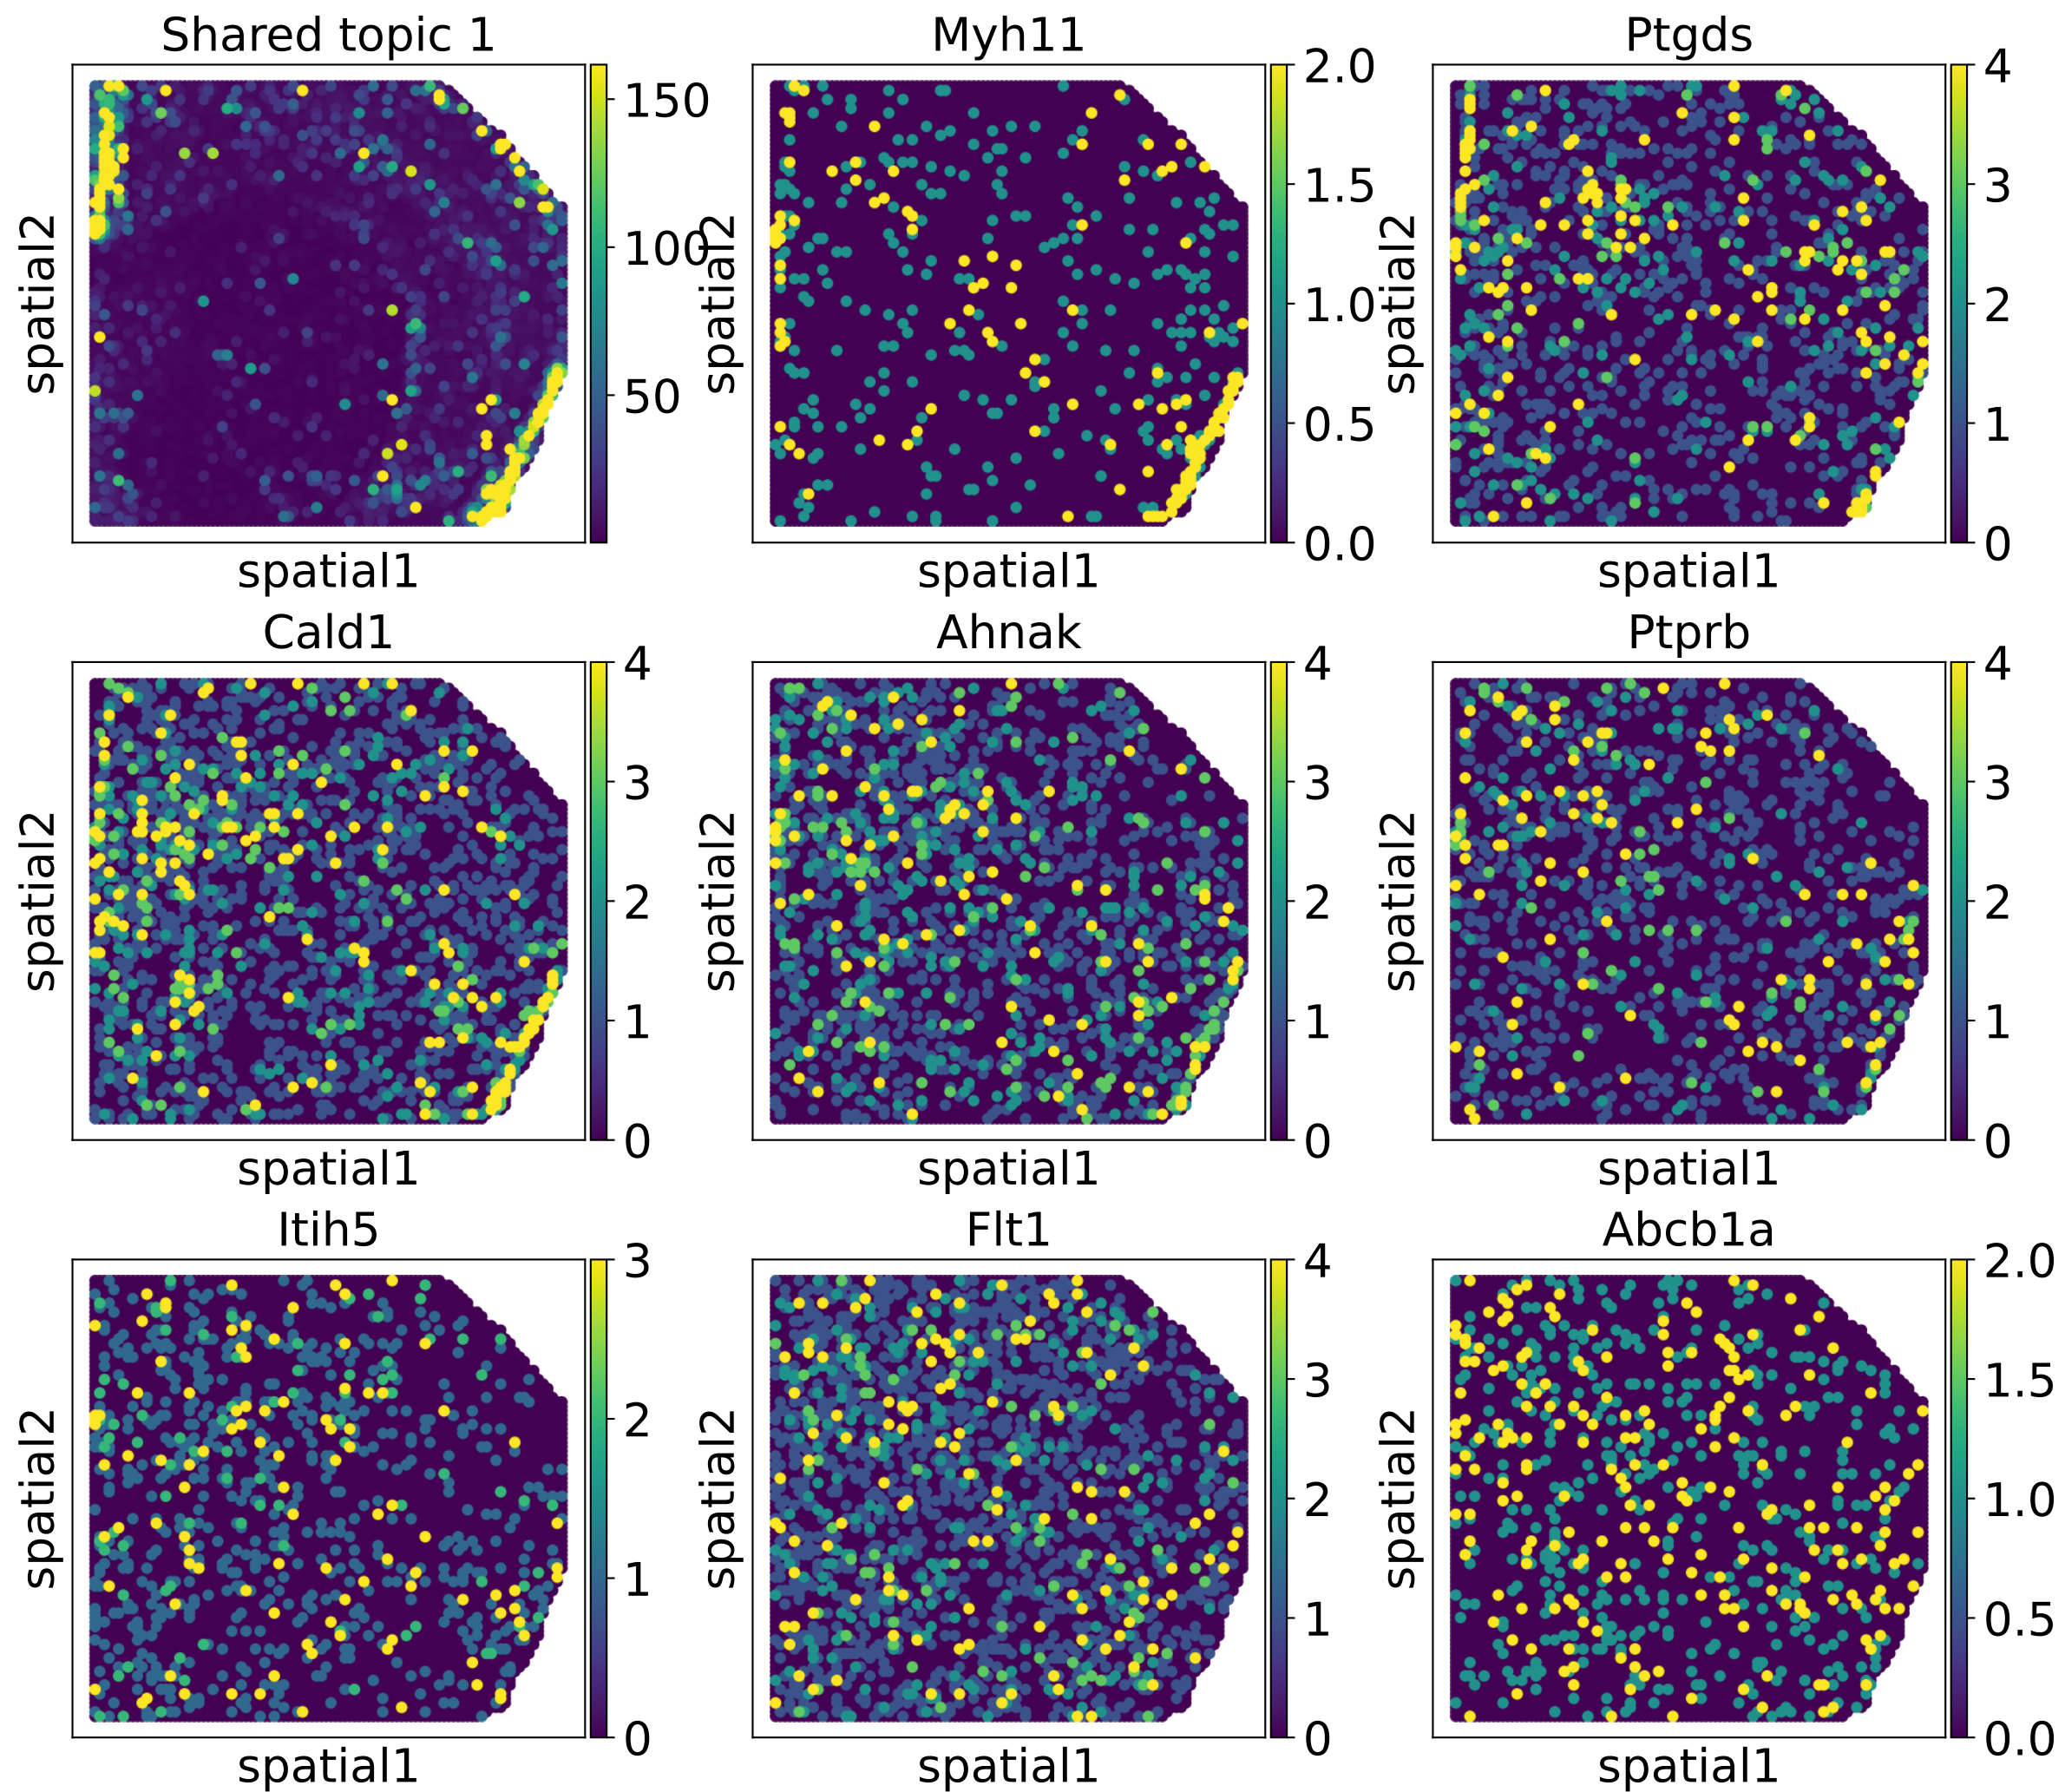 Shared topic 1
Myh11
Ptgds
spatial2
150
100
50
spatial1
spatial2
2.0
1.5
1.0
0.5
0.0
spatial1
spatial2
4
3
2
1
0
spatial1
Cald1
Ahnak
Ptprb
spatial2
4
3
2
1
0
spatial1
spatial2
4
3
2
1
0
spatial1
spatial2
4
3
2
1
0
spatial1
Itih5
Flt1
Abcb1a
spatial2
3
2
1
0
spatial1
spatial2
4
3
2
1
0
spatial1
spatial2
2.0
1.5
1.0
0.5
0.0
spatial1